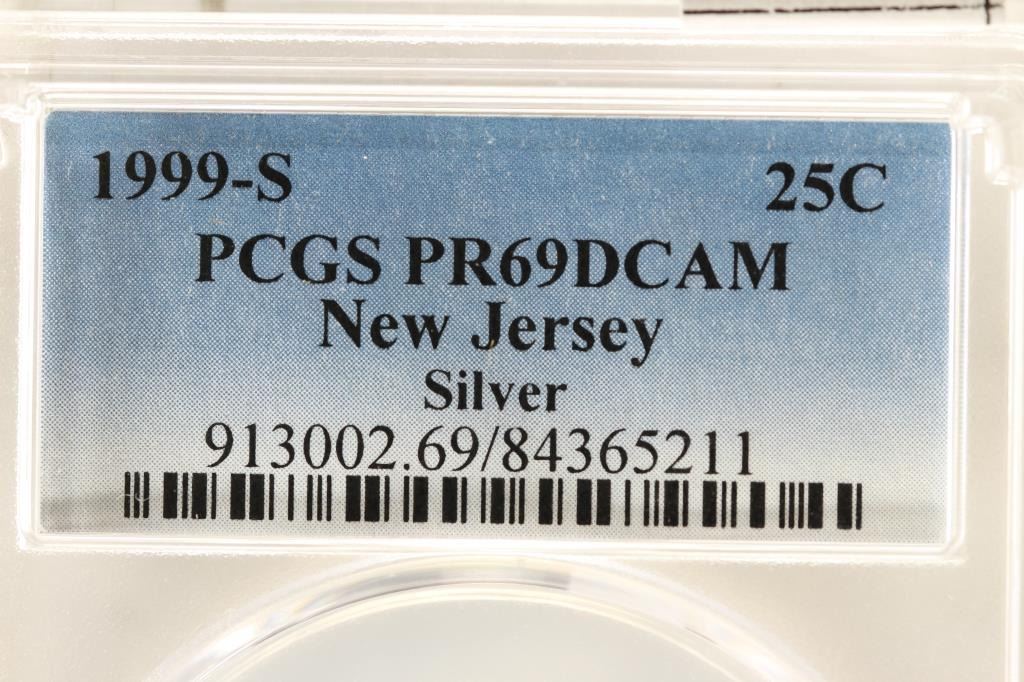 1999-S 25C
PCGS PR69DCAM
New Jersey
Silver
913002.69/84365211